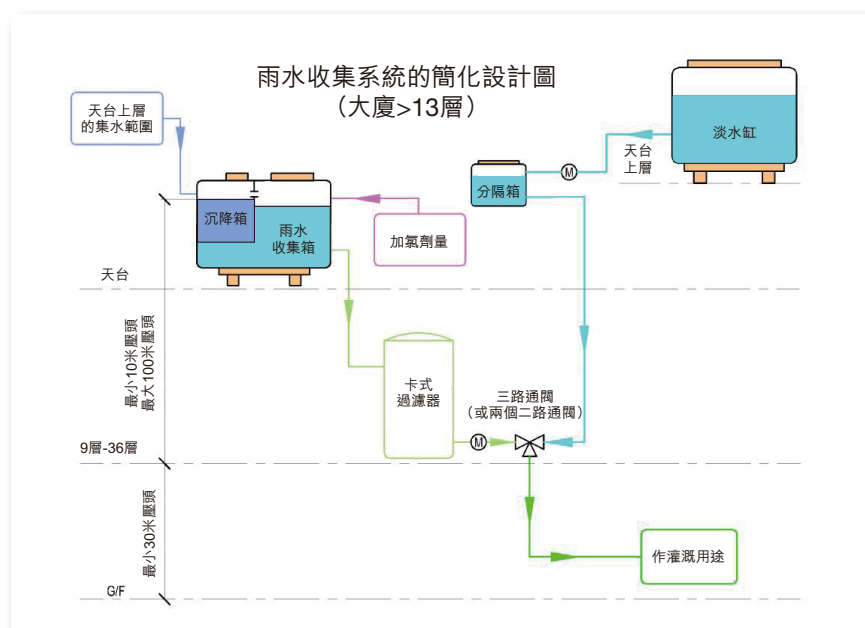 雨水收集系統的簡化設計圖
（大廈>13層）
天台上層
的集水範圍
淡水缸
天台
上層
M
分隔箱
沉降箱
雨水
收集箱
加氯劑量
天台
最小10米壓頭
最大100米壓頭
卡式
過濾器
三路通閥
（或兩個二路通閥）
M
9層-36層
最小30米壓頭
作灌溉用途
G/F